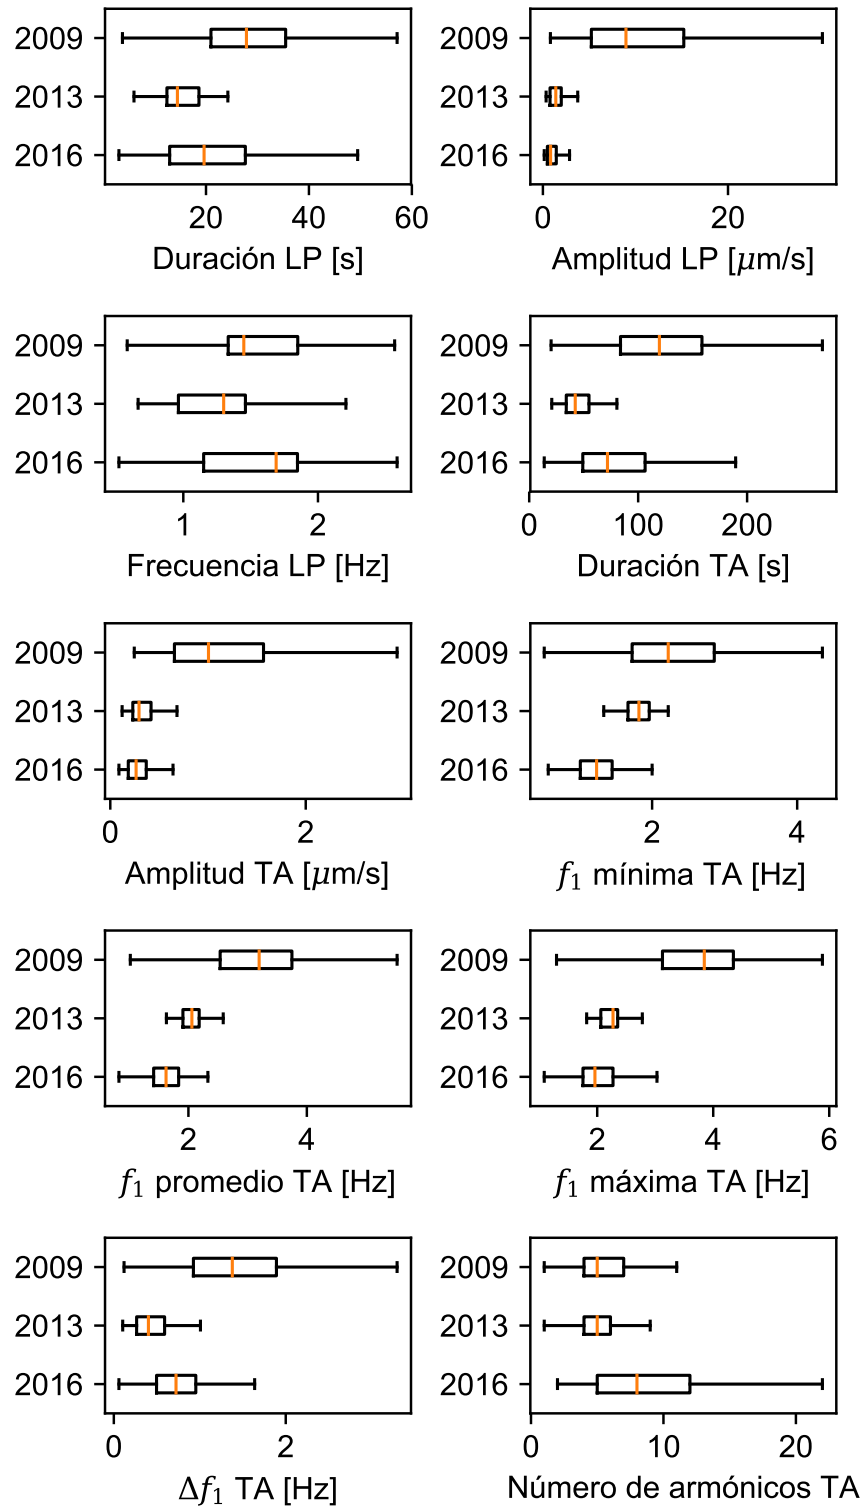 2009
2013
2016
20 40 60
Duración LP [s]
2009
2013
2016
0 20
Amplitud LP [μm/s]
2009
2013
2016
1 2
Frecuencia LP [Hz]
2009
2013
2016
0 100 200
Duración TA [s]
2009
2013
2016
0 2
Amplitud TA [μm/s]
2009
2013
2016
2 4
f₁ mínima TA [Hz]
2009
2013
2016
2 4
f₁ promedio TA [Hz]
2009
2013
2016
2 4 6
f₁ máxima TA [Hz]
2009
2013
2016
0 2
Δf₁ TA [Hz]
2009
2013
2016
0 10 20
Número de armónicos TA